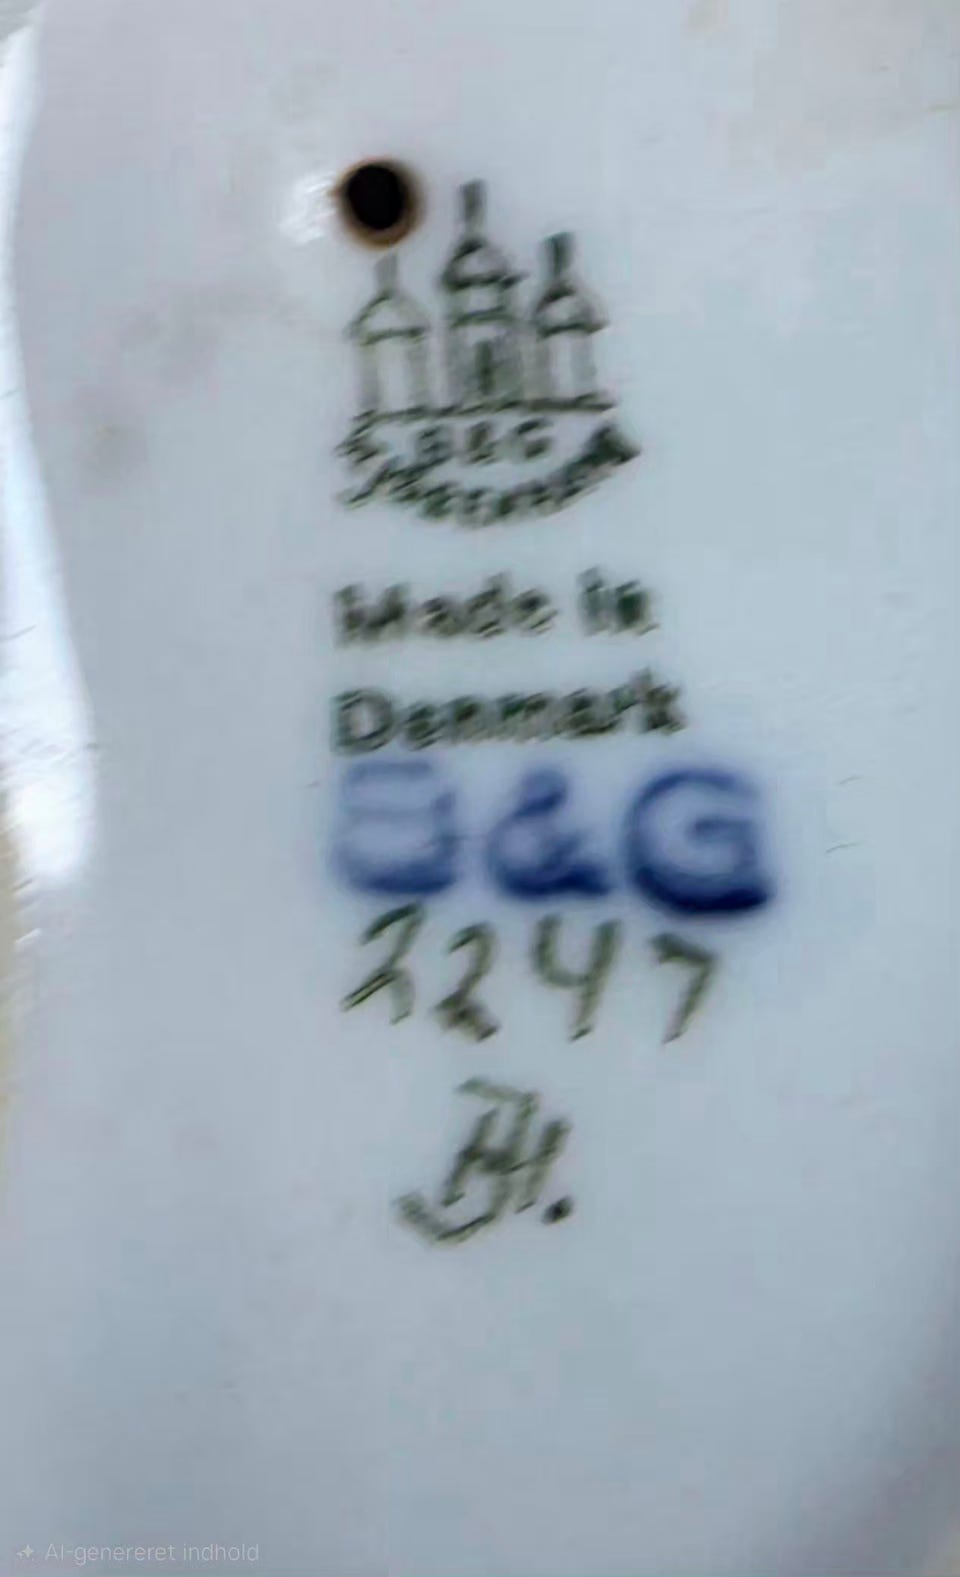 B&G
Made in
Denmark
B&G
2247
AI-genereret indhold